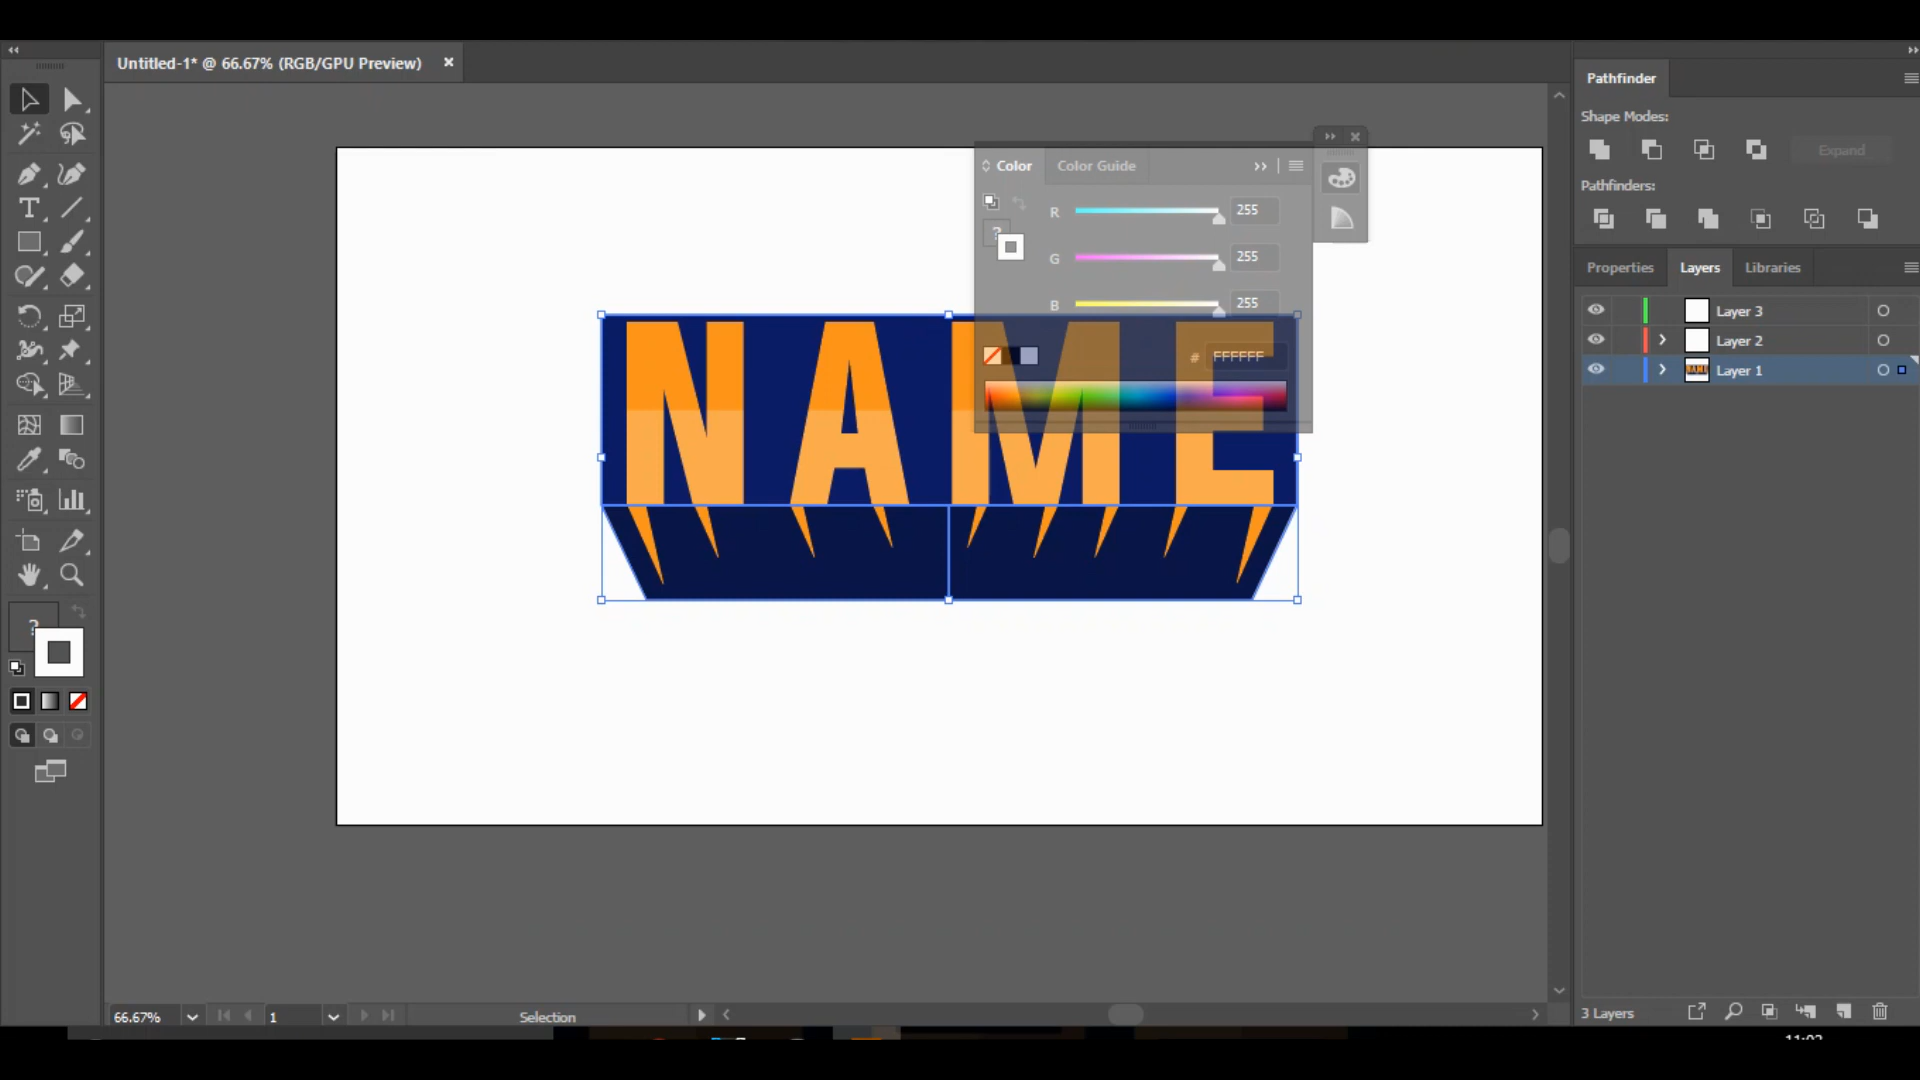 Untitled-1* @ 66.67% (RGB/GPU Preview)
Pathfinder
Shape Modes:
Expand
Pathfinders:
Color
Color Guide
R 255
G 255
B 255
# FFFFFF
?
NAME
Properties
Layers
Libraries
Layer 3
Layer 2
Layer 1
?
66.67%
1
Selection
3 Layers